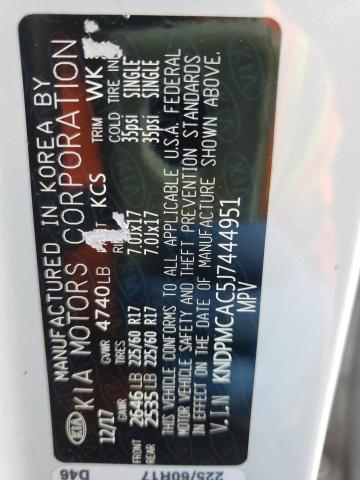 MANUFACTURED IN KOREA BY
KIA MOTORS CORPORATION
KIA
12/17 GVWR 4740LB KCS TRIM WK
GAWR TIRES COLD TIRE IN
FRONT 2646LB 225/60 R17 7.0JX17 35psi SINGLE
REAR 2535LB 225/60 R17 7.0JX17 35psi SINGLE
THIS VEHICLE CONFORMS TO ALL APPLICABLE U.S.A. FEDERAL
MOTOR VEHICLE SAFETY AND THEFT PREVENTION STANDARDS
IN EFFECT ON THE DATE OF MANUFACTURE SHOWN ABOVE.
V.I.N KNDPMCAC5J7444951
MPV
D46 225/60R17